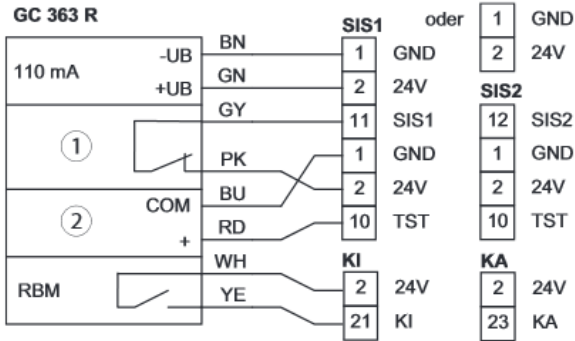 GC 363 R
SIS1
oder
1 GND
2 24V
110 mA
-UB
BN
1 GND
+UB
GN
2 24V
SIS2
GY
11 SIS1
12 SIS2
①
1 GND
1 GND
PK
2 24V
2 24V
②
COM
BU
+
RD
10 TST
10 TST
KI
KA
RBM
WH
2 24V
2 24V
YE
21 KI
23 KA